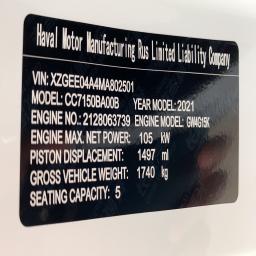 Haval Motor Manufacturing Rus Limited Liability Company
VIN: XZGEE04A4MA802501
MODEL: CC7150BA00B YEAR MODEL: 2021
ENGINE NO.: 2128063739 ENGINE MODEL: GW4G15K
ENGINE MAX. NET POWER: 105 kW
PISTON DISPLACEMENT: 1497 ml
GROSS VEHICLE WEIGHT: 1740 kg
SEATING CAPACITY: 5